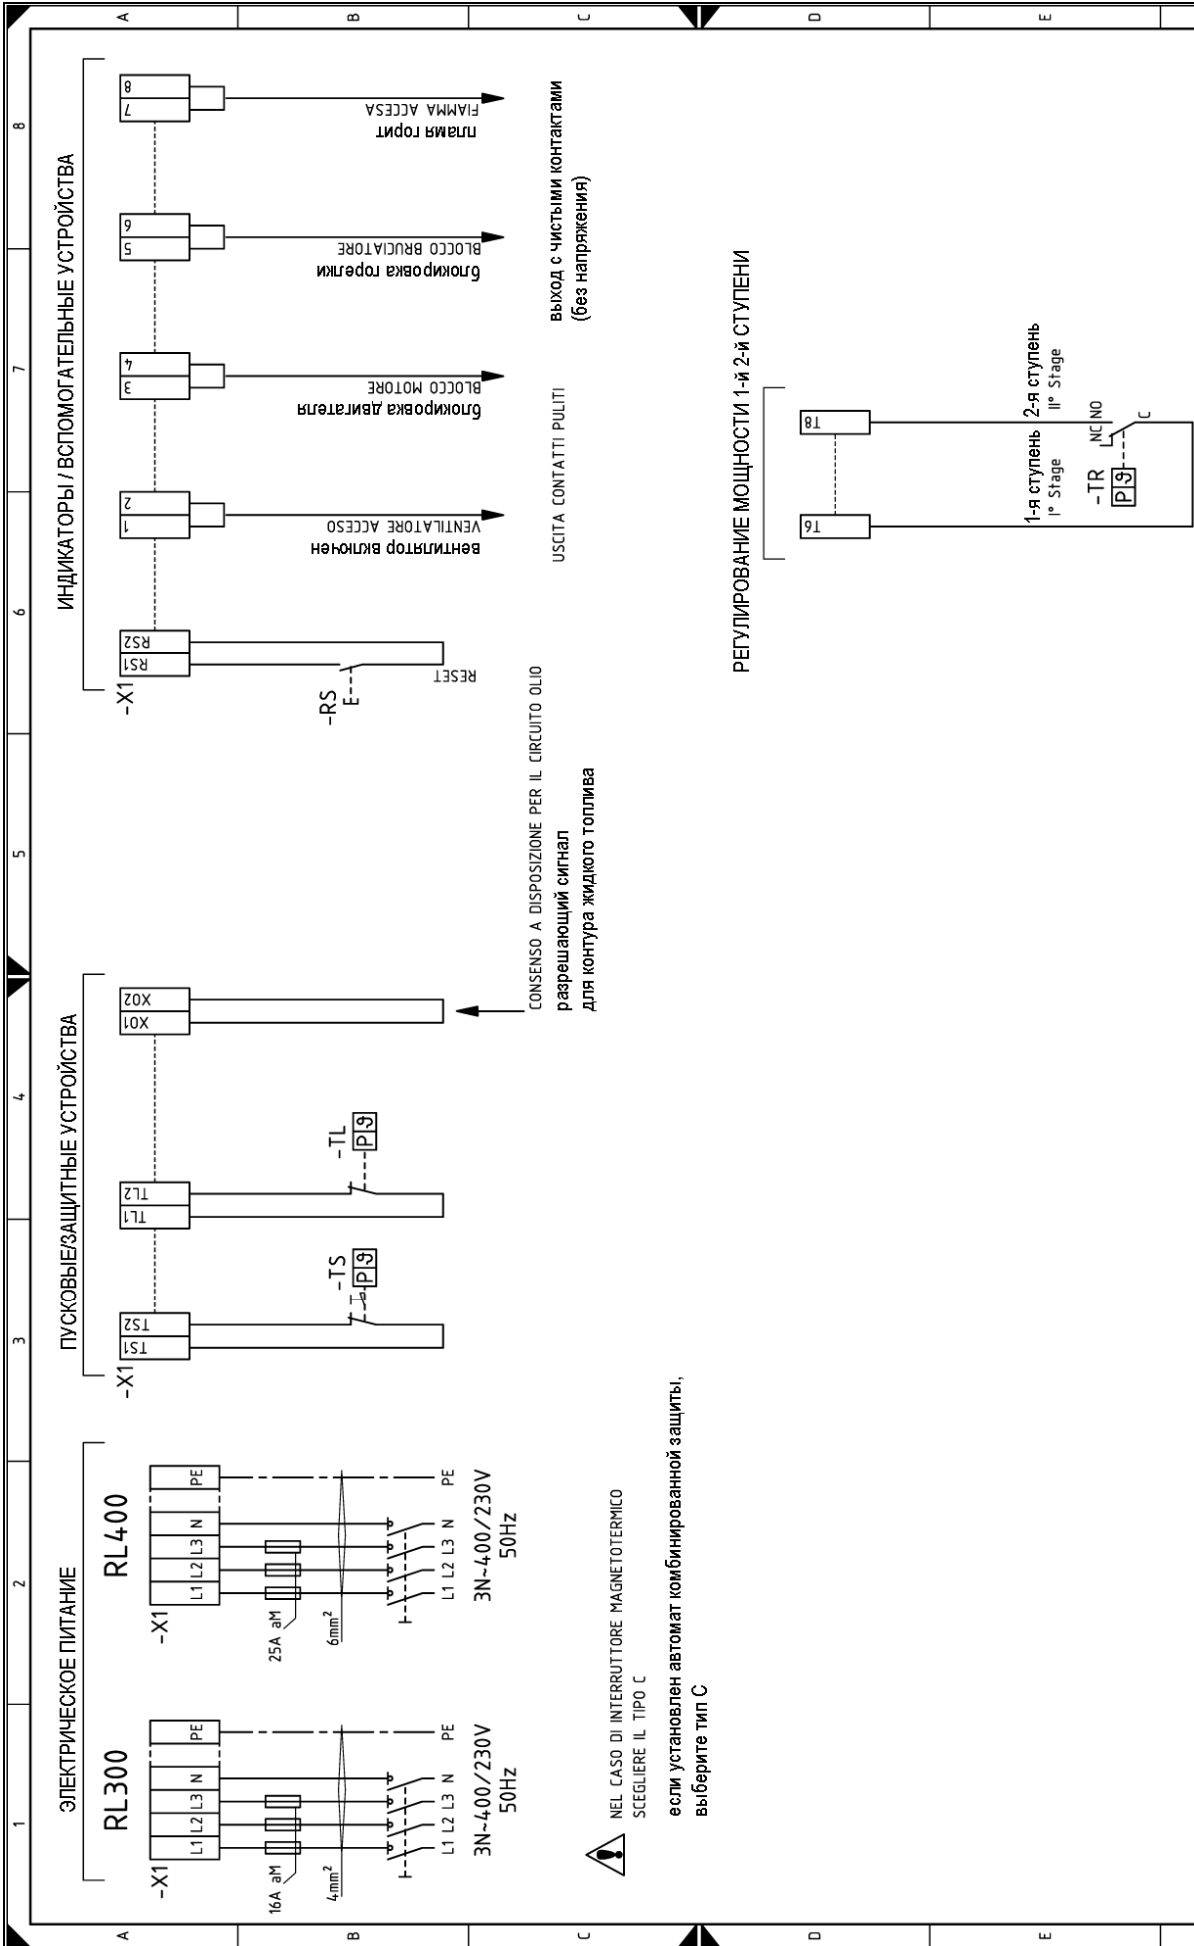 1
2
3
4
5
6
7
8
A
B
C
D
E
ЭЛЕКТРИЧЕСКОЕ ПИТАНИЕ
RL300
-X1
L1 L2 L3 N PE
16A aM
4mm²
L1 L2 L3 N PE
3N~400/230V
50Hz
RL400
-X1
L1 L2 L3 N PE
25A aM
6mm²
L1 L2 L3 N PE
3N~400/230V
50Hz
NEL CASO DI INTERRUTTORE MAGNETOTERMICO
SCEGLIERE IL TIPO C
если установлен автомат комбинированной защиты,
выберите тип C
ПУСКОВЫЕ/ЗАЩИТНЫЕ УСТРОЙСТВА
-X1
TS1 TS2
TL1 TL2
X01 X02
-TS
P ϑ
-TL
P ϑ
CONSENSO A DISPOSIZIONE PER IL CIRCUITO OLIO
разрешающий сигнал
для контура жидкого топлива
ИНДИКАТОРЫ / ВСПОМОГАТЕЛЬНЫЕ УСТРОЙСТВА
-X1
RS1 RS2
1 2
3 4
5 6
7 8
-RS
RESET
VENTILATORE ACCESO
вентилятор включен
BLOCCO MOTORE
блокировка двигателя
BLOCCO BRUCIATORE
блокировка горелки
FIAMMA ACCESA
пламя горит
USCITA CONTATTI PULITI
выход с чистыми контактами
(без напряжения)
РЕГУЛИРОВАНИЕ МОЩНОСТИ 1-й 2-й СТУПЕНИ
T6
T8
1-я ступень 2-я ступень
I° Stage II° Stage
-TR
P ϑ
NC NO
C
A
B
C
D
E